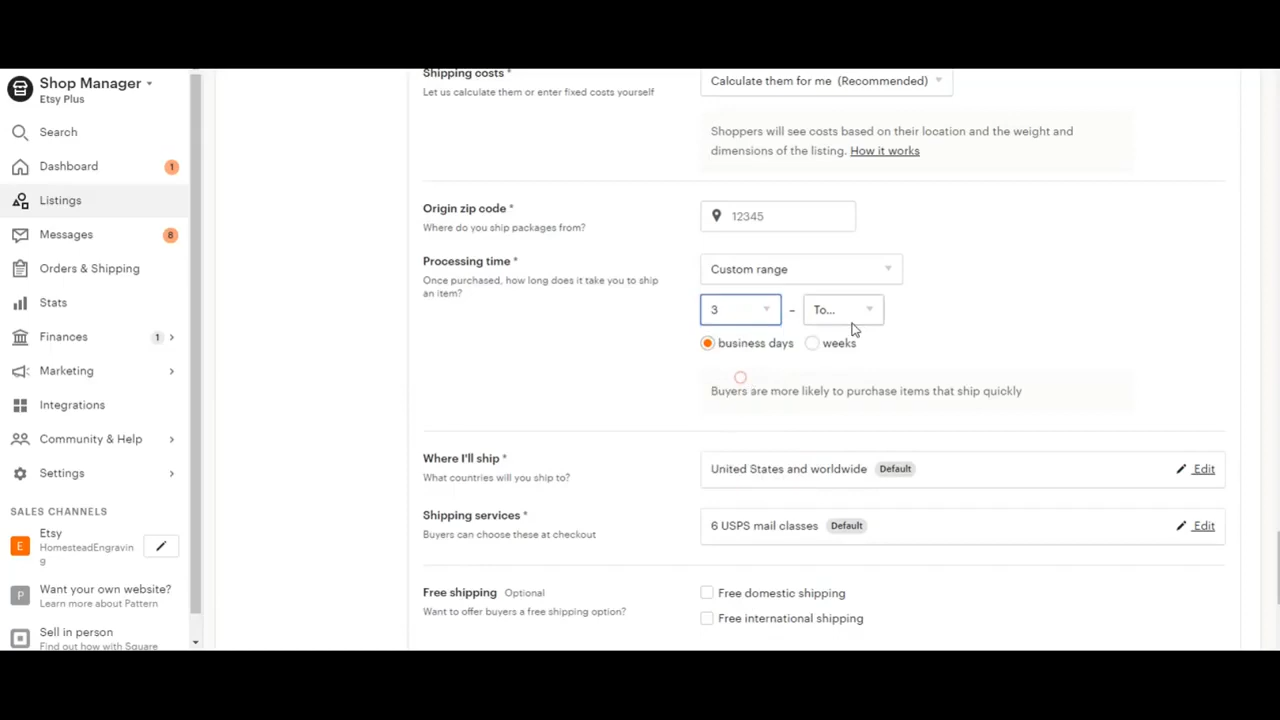 Shop Manager
Etsy Plus
Search
Dashboard 1
Listings
Messages 8
Orders & Shipping
Stats
Finances 1
Marketing
Integrations
Community & Help
Settings
SALES CHANNELS
E Etsy
HomesteadEngravin
g
P Want your own website?
Learn more about Pattern
Sell in person
Find out how with Square
Shipping costs *
Let us calculate them or enter fixed costs yourself
Calculate them for me (Recommended)
Shoppers will see costs based on their location and the weight and
dimensions of the listing. How it works
Origin zip code *
Where do you ship packages from?
12345
Processing time *
Once purchased, how long does it take you to ship
an item?
Custom range
3 – To...
business days weeks
Buyers are more likely to purchase items that ship quickly
Where I'll ship *
What countries will you ship to?
United States and worldwide Default Edit
Shipping services *
Buyers can choose these at checkout
6 USPS mail classes Default Edit
Free shipping Optional
Want to offer buyers a free shipping option?
Free domestic shipping
Free international shipping